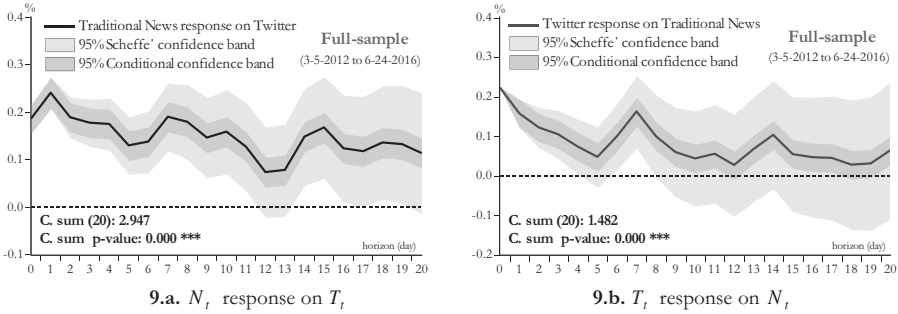 %
0.4
0.3
0.2
0.1
0.0
-0.1
Traditional News response on Twitter
95% Scheffe' confidence band
95% Conditional confidence band
Full-sample
(3-5-2012 to 6-24-2016)
C. sum (20): 2.947
C. sum p-value: 0.000 ***
horizon (day)
0 1 2 3 4 5 6 7 8 9 10 11 12 13 14 15 16 17 18 19 20
9.a. N_t response on T_t
%
0.4
0.3
0.2
0.1
0.0
-0.1
-0.2
Twitter response on Traditional News
95% Scheffe' confidence band
95% Conditional confidence band
Full-sample
(3-5-2012 to 6-24-2016)
C. sum (20): 1.482
C. sum p-value: 0.000 ***
horizon (day)
0 1 2 3 4 5 6 7 8 9 10 11 12 13 14 15 16 17 18 19 20
9.b. T_t response on N_t